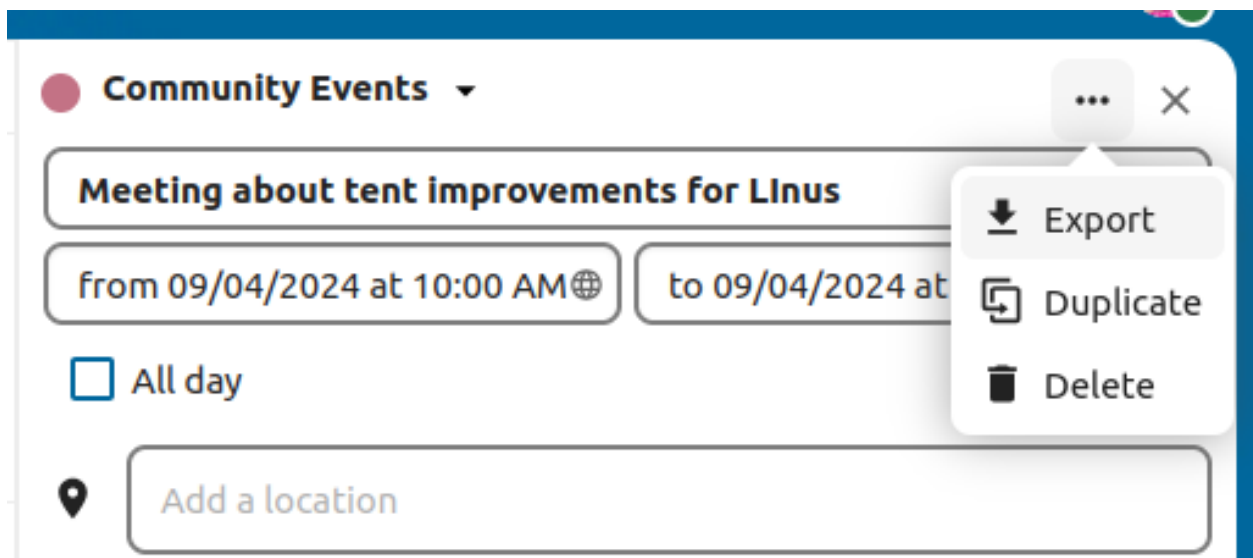 Community Events
Meeting about tent improvements for LInus
from 09/04/2024 at 10:00 AM
to 09/04/2024 at
Export
Duplicate
Delete
All day
Add a location